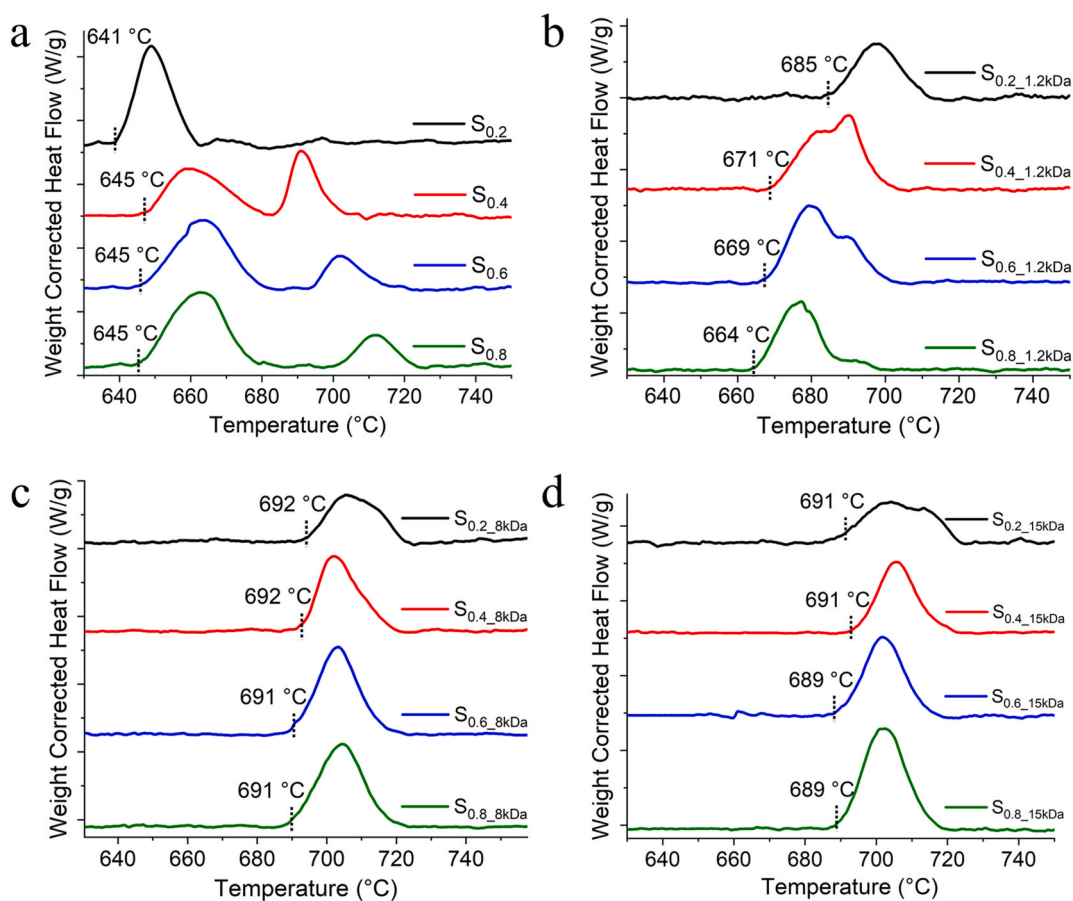 a
Weight Corrected Heat Flow (W/g)
641 °C
S0.2
645 °C
S0.4
645 °C
S0.6
645 °C
S0.8
640 660 680 700 720 740
Temperature (°C)
b
Weight Corrected Heat Flow (W/g)
685 °C
S0.2_1.2kDa
671 °C
S0.4_1.2kDa
669 °C
S0.6_1.2kDa
664 °C
S0.8_1.2kDa
640 660 680 700 720 740
Temperature (°C)
c
Weight Corrected Heat Flow (W/g)
692 °C
S0.2_8kDa
692 °C
S0.4_8kDa
691 °C
S0.6_8kDa
691 °C
S0.8_8kDa
640 660 680 700 720 740
Temperature (°C)
d
Weight Corrected Heat Flow (W/g)
691 °C
S0.2_15kDa
691 °C
S0.4_15kDa
689 °C
S0.6_15kDa
689 °C
S0.8_15kDa
640 660 680 700 720 740
Temperature (°C)